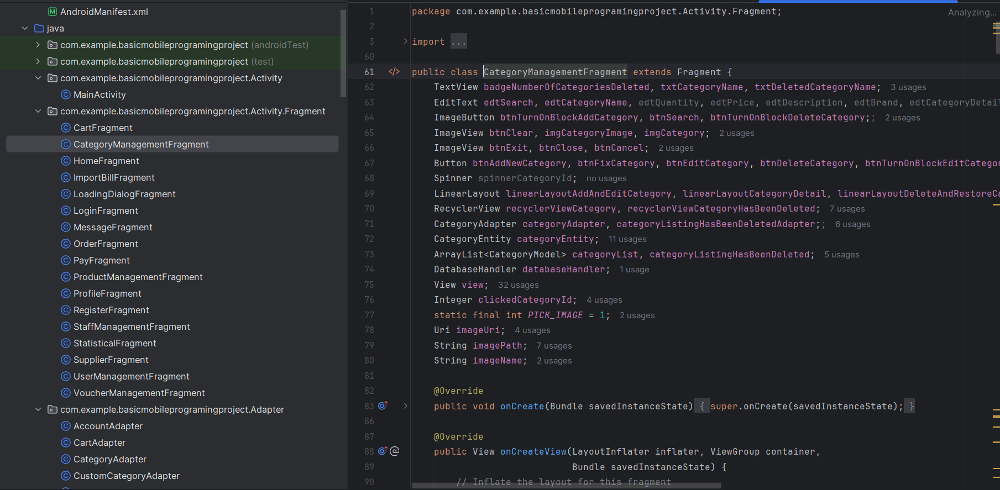 AndroidManifest.xml
java
com.example.basicmobileprogramingproject (androidTest)
com.example.basicmobileprogramingproject (test)
com.example.basicmobileprogramingproject.Activity
MainActivity
com.example.basicmobileprogramingproject.Activity.Fragment
CartFragment
CategoryManagementFragment
HomeFragment
ImportBillFragment
LoadingDialogFragment
LoginFragment
MessageFragment
OrderFragment
PayFragment
ProductManagementFragment
ProfileFragment
RegisterFragment
StaffManagementFragment
StatisticalFragment
SupplierFragment
UserManagementFragment
VoucherManagementFragment
com.example.basicmobileprogramingproject.Adapter
AccountAdapter
CartAdapter
CategoryAdapter
CustomCategoryAdapter
Analyzing...
1 package com.example.basicmobileprogramingproject.Activity.Fragment;
2
3 import ...
60
61 public class CategoryManagementFragment extends Fragment {
62 TextView badgeNumberOfCategoriesDeleted, txtCategoryName, txtDeletedCategoryName; 3 usages
63 EditText edtSearch, edtCategoryName, edtQuantity, edtPrice, edtDescription, edtBrand, edtCategoryDetail
64 ImageButton btnTurnOnBlockAddCategory, btnSearch, btnTurnOnBlockDeleteCategory;; 2 usages
65 ImageView btnClear, imgCategoryImage, imgCategory; 2 usages
66 ImageView btnExit, btnClose, btnCancel; 2 usages
67 Button btnAddNewCategory, btnFixCategory, btnEditCategory, btnDeleteCategory, btnTurnOnBlockEditCategor
68 Spinner spinnerCategoryId; no usages
69 LinearLayout linearLayoutAddAndEditCategory, linearLayoutCategoryDetail, linearLayoutDeleteAndRestoreCa
70 RecyclerView recyclerViewCategory, recyclerViewCategoryHasBeenDeleted; 7 usages
71 CategoryAdapter categoryAdapter, categoryListingHasBeenDeletedAdapter;; 6 usages
72 CategoryEntity categoryEntity; 11 usages
73 ArrayList<CategoryModel> categoryList, categoryListingHasBeenDeleted; 5 usages
74 DatabaseHandler databaseHandler; 1 usage
75 View view; 32 usages
76 Integer clickedCategoryId; 4 usages
77 static final int PICK_IMAGE = 1; 2 usages
78 Uri imageUri; 4 usages
79 String imagePath; 7 usages
80 String imageName; 2 usages
81
82 @Override
83 public void onCreate(Bundle savedInstanceState) { super.onCreate(savedInstanceState); }
86
87 @Override
88 public View onCreateView(LayoutInflater inflater, ViewGroup container,
89 Bundle savedInstanceState) {
90 // Inflate the layout for this fragment